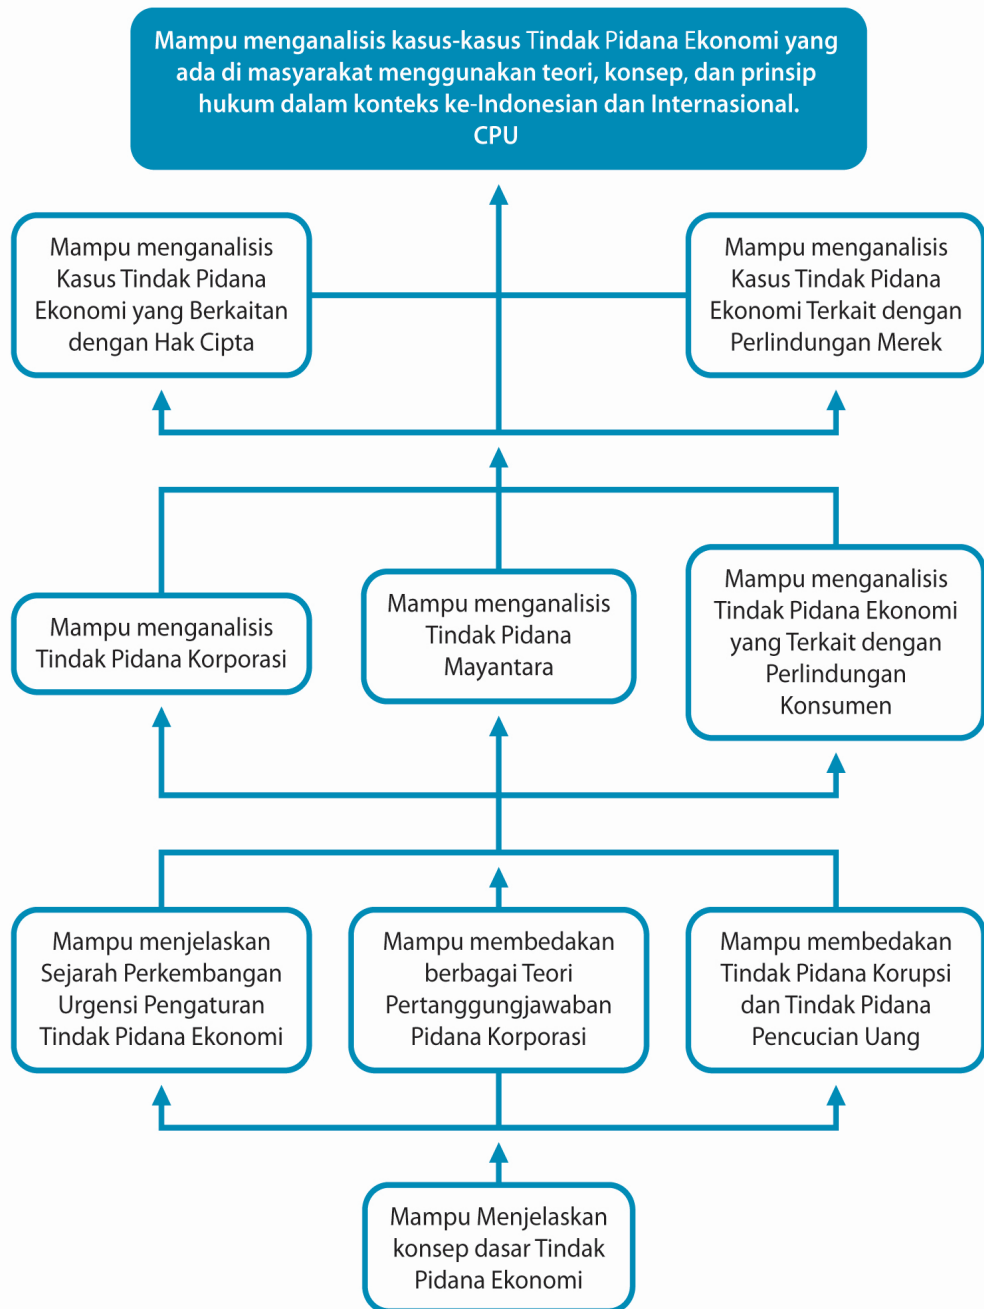 Mampu menganalisis kasus-kasus Tindak Pidana Ekonomi yang
ada di masyarakat menggunakan teori, konsep, dan prinsip
hukum dalam konteks ke-Indonesian dan Internasional.
CPU
Mampu menganalisis
Kasus Tindak Pidana
Ekonomi yang Berkaitan
dengan Hak Cipta
Mampu menganalisis
Kasus Tindak Pidana
Ekonomi Terkait dengan
Perlindungan Merek
Mampu menganalisis
Tindak Pidana Korporasi
Mampu menganalisis
Tindak Pidana
Mayantara
Mampu menganalisis
Tindak Pidana Ekonomi
yang Terkait dengan
Perlindungan
Konsumen
Mampu menjelaskan
Sejarah Perkembangan
Urgensi Pengaturan
Tindak Pidana Ekonomi
Mampu membedakan
berbagai Teori
Pertanggungjawaban
Pidana Korporasi
Mampu membedakan
Tindak Pidana Korupsi
dan Tindak Pidana
Pencucian Uang
Mampu Menjelaskan
konsep dasar Tindak
Pidana Ekonomi